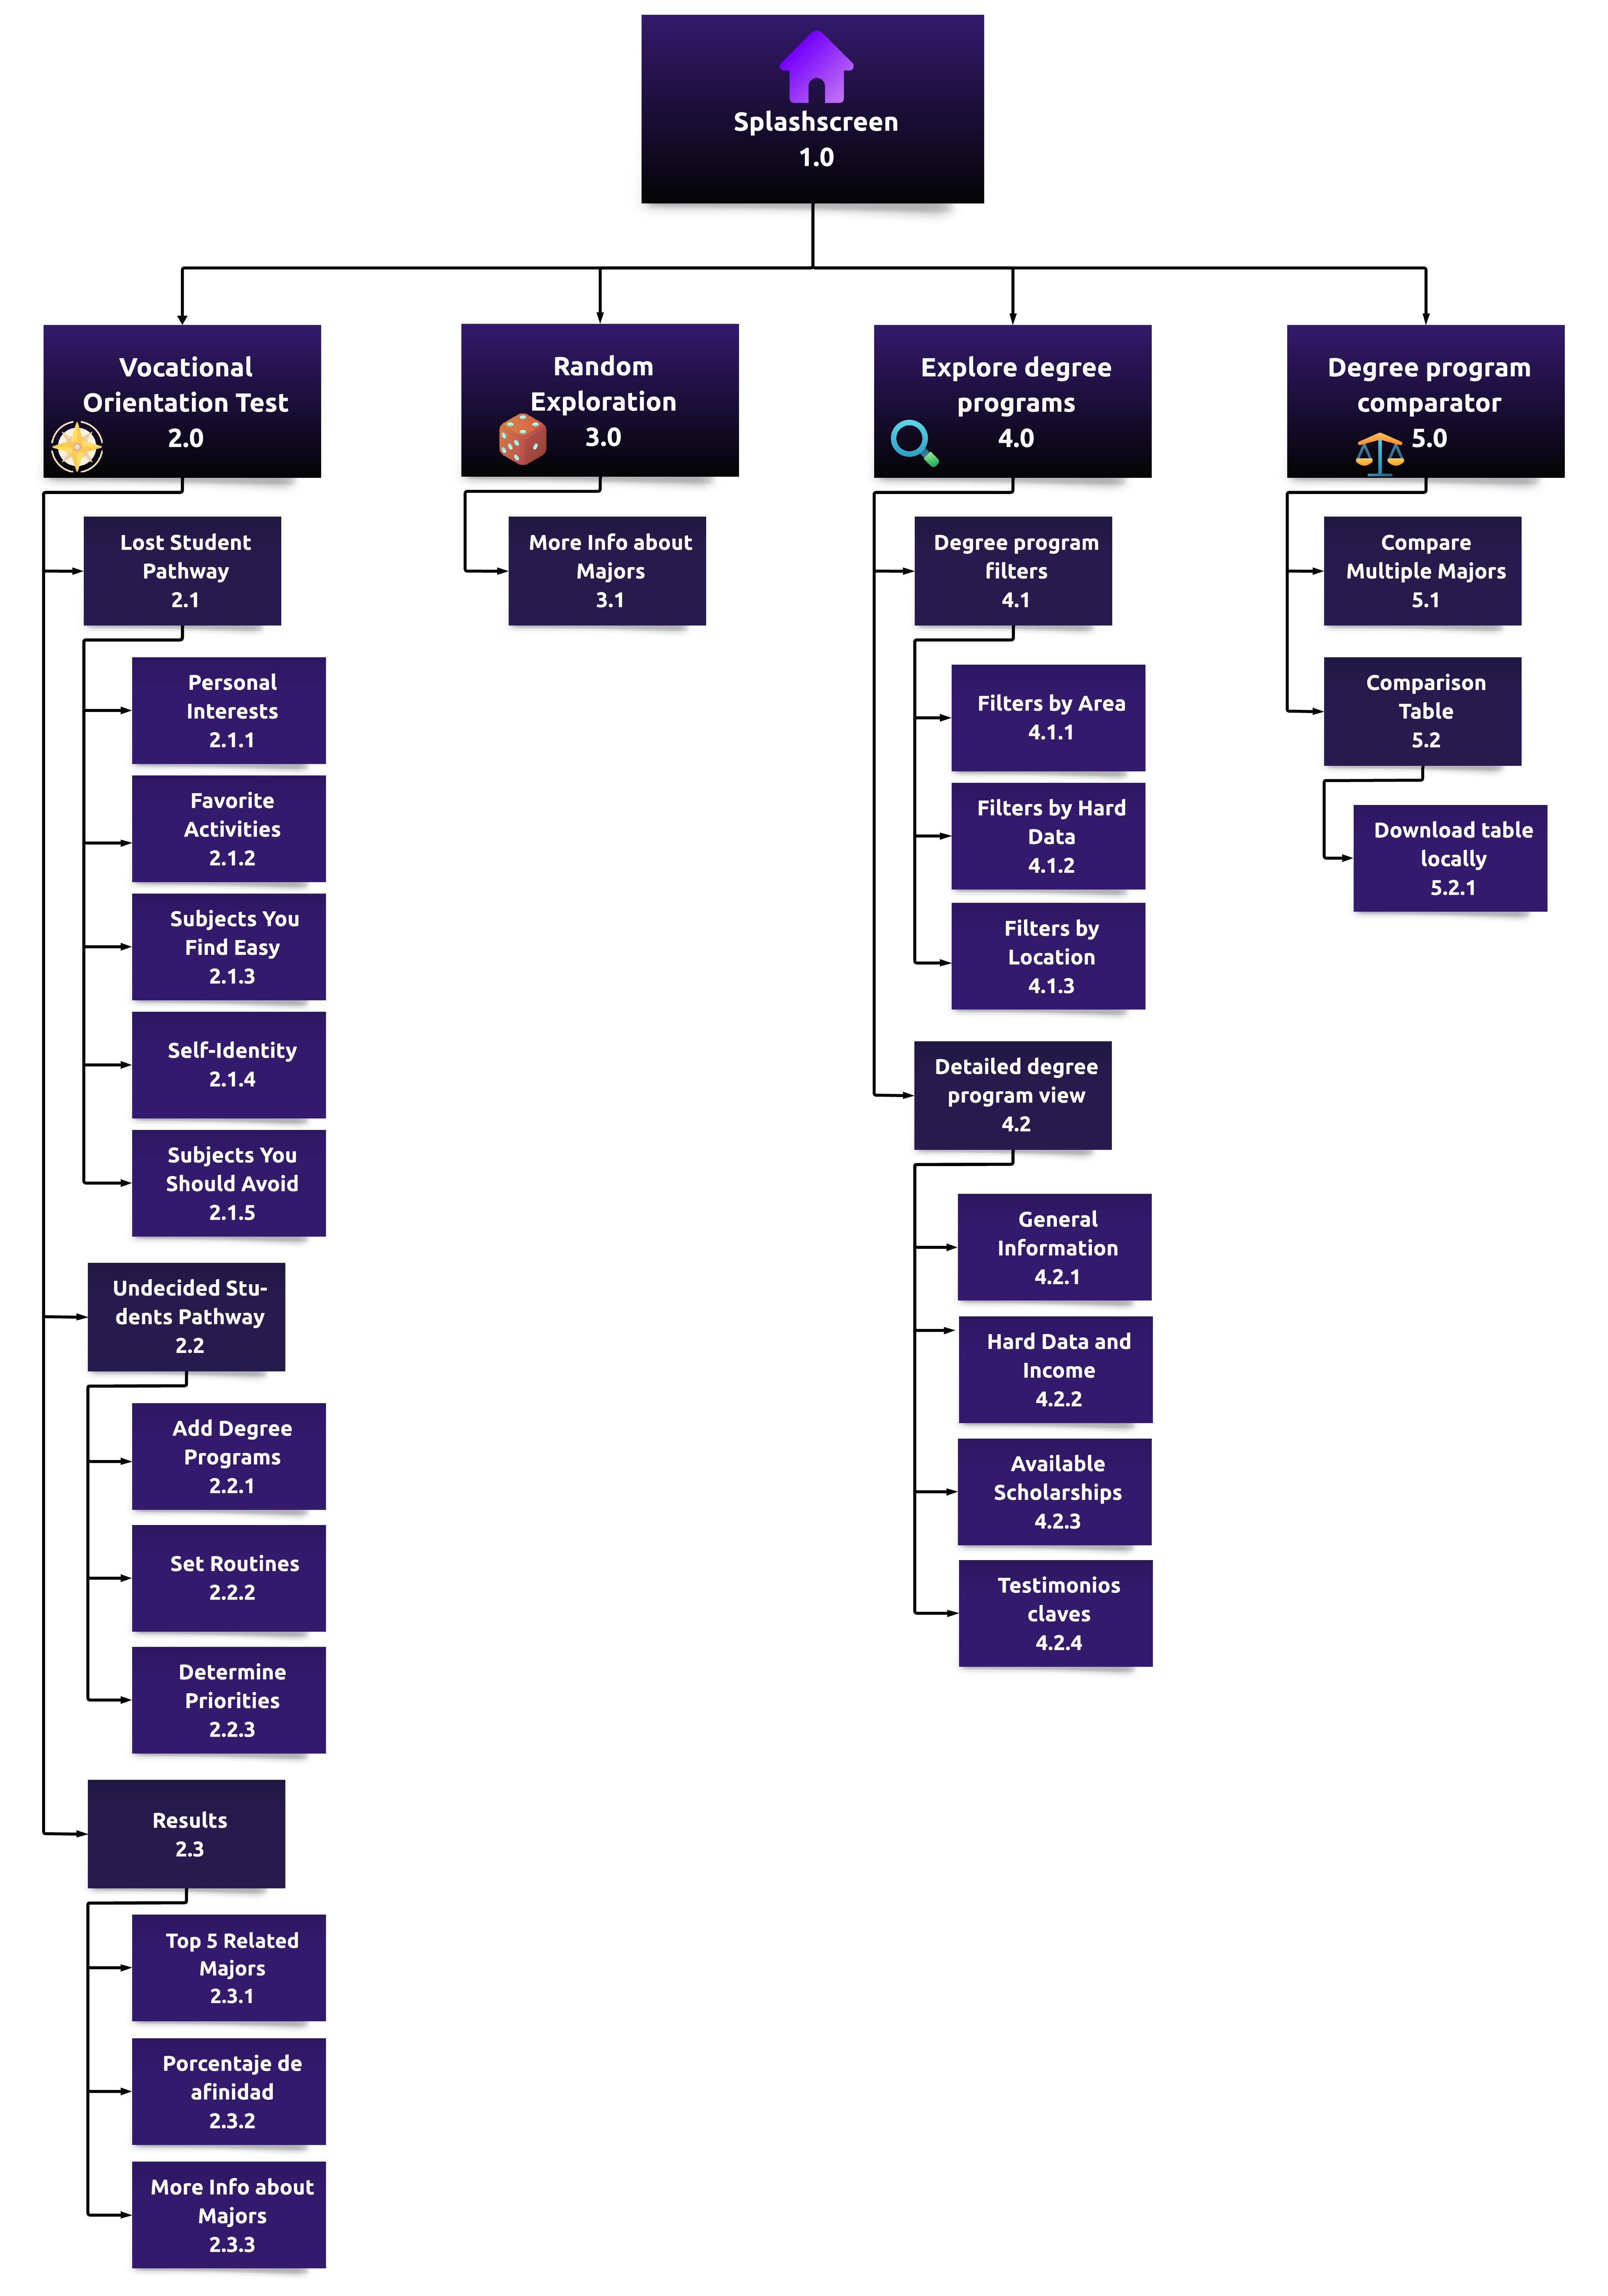 Splashscreen
1.0
Vocational
Orientation Test
2.0
Lost Student
Pathway
2.1
Personal
Interests
2.1.1
Favorite
Activities
2.1.2
Subjects You
Find Easy
2.1.3
Self-Identity
2.1.4
Subjects You
Should Avoid
2.1.5
Undecided Stu-
dents Pathway
2.2
Add Degree
Programs
2.2.1
Set Routines
2.2.2
Determine
Priorities
2.2.3
Results
2.3
Top 5 Related
Majors
2.3.1
Porcentaje de
afinidad
2.3.2
More Info about
Majors
2.3.3
Random
Exploration
3.0
More Info about
Majors
3.1
Explore degree
programs
4.0
Degree program
filters
4.1
Filters by Area
4.1.1
Filters by Hard
Data
4.1.2
Filters by
Location
4.1.3
Detailed degree
program view
4.2
General
Information
4.2.1
Hard Data and
Income
4.2.2
Available
Scholarships
4.2.3
Testimonios
claves
4.2.4
Degree program
comparator
5.0
Compare
Multiple Majors
5.1
Comparison
Table
5.2
Download table
locally
5.2.1